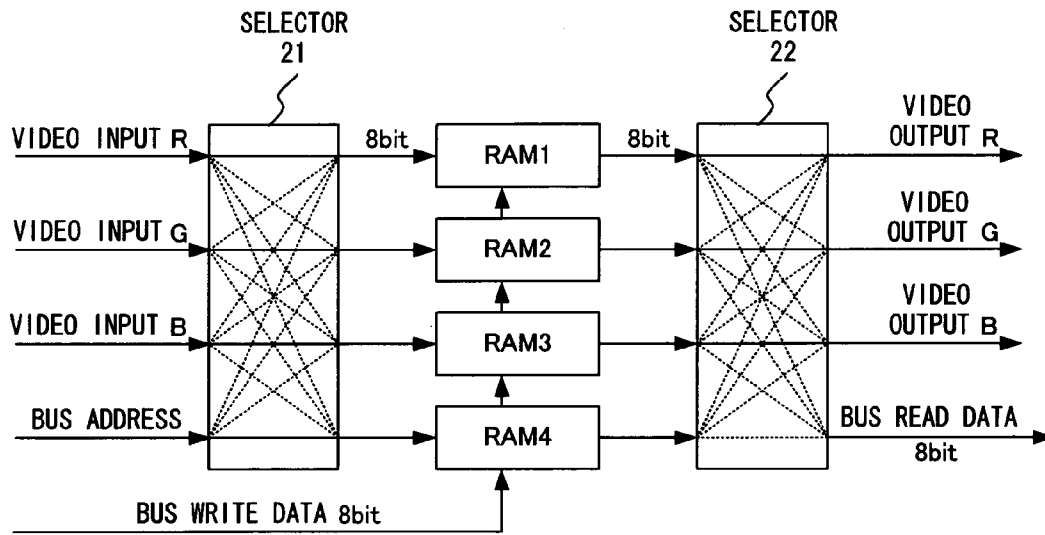 SELECTOR
21
SELECTOR
22
VIDEO INPUT R
8bit
RAM1
8bit
VIDEO
OUTPUT R
VIDEO INPUT G
RAM2
VIDEO
OUTPUT G
VIDEO INPUT B
RAM3
VIDEO
OUTPUT B
BUS ADDRESS
RAM4
BUS READ DATA
8bit
BUS WRITE DATA 8bit